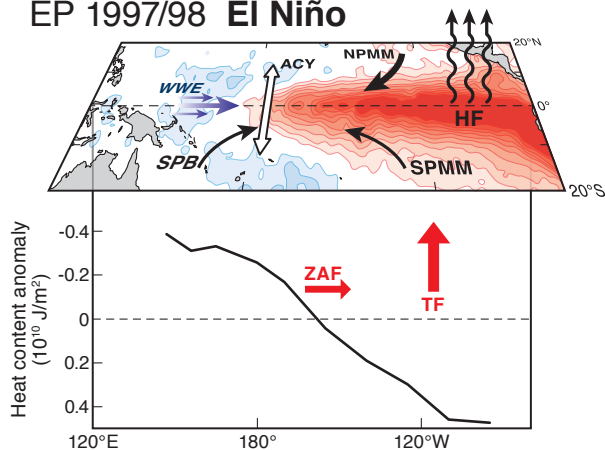 EP 1997/98 El Niño
20°N
NPMM
ACY
WWE
0°
HF
SPB
SPMM
20°S
Heat content anomaly
(10¹⁰ J/m²)
-0.4
-0.2
0
0.2
0.4
ZAF
TF
120°E
180°
120°W